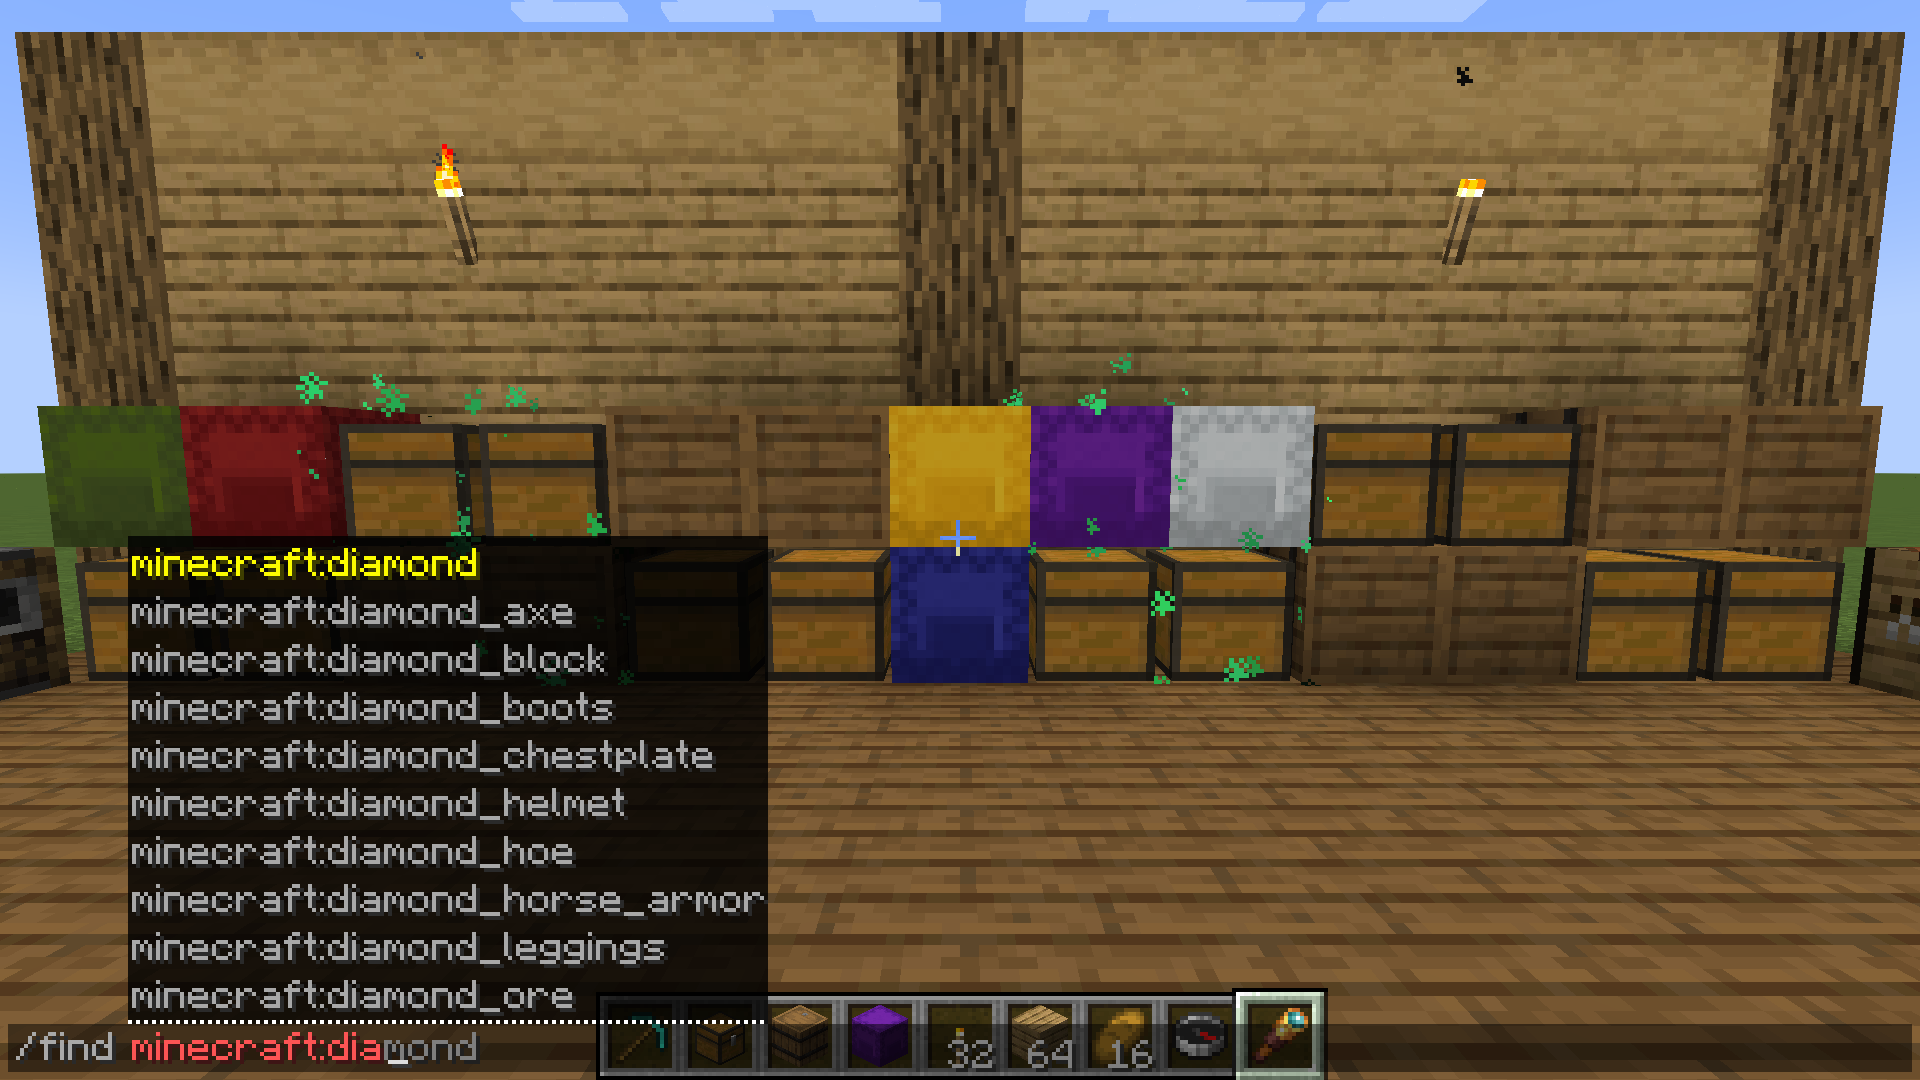 minecraft:diamond
minecraft:diamond_axe
minecraft:diamond_block
minecraft:diamond_boots
minecraft:diamond_chestplate
minecraft:diamond_helmet
minecraft:diamond_hoe
minecraft:diamond_horse_armor
minecraft:diamond_leggings
minecraft:diamond_ore
/find minecraft:diamond
32 64 16